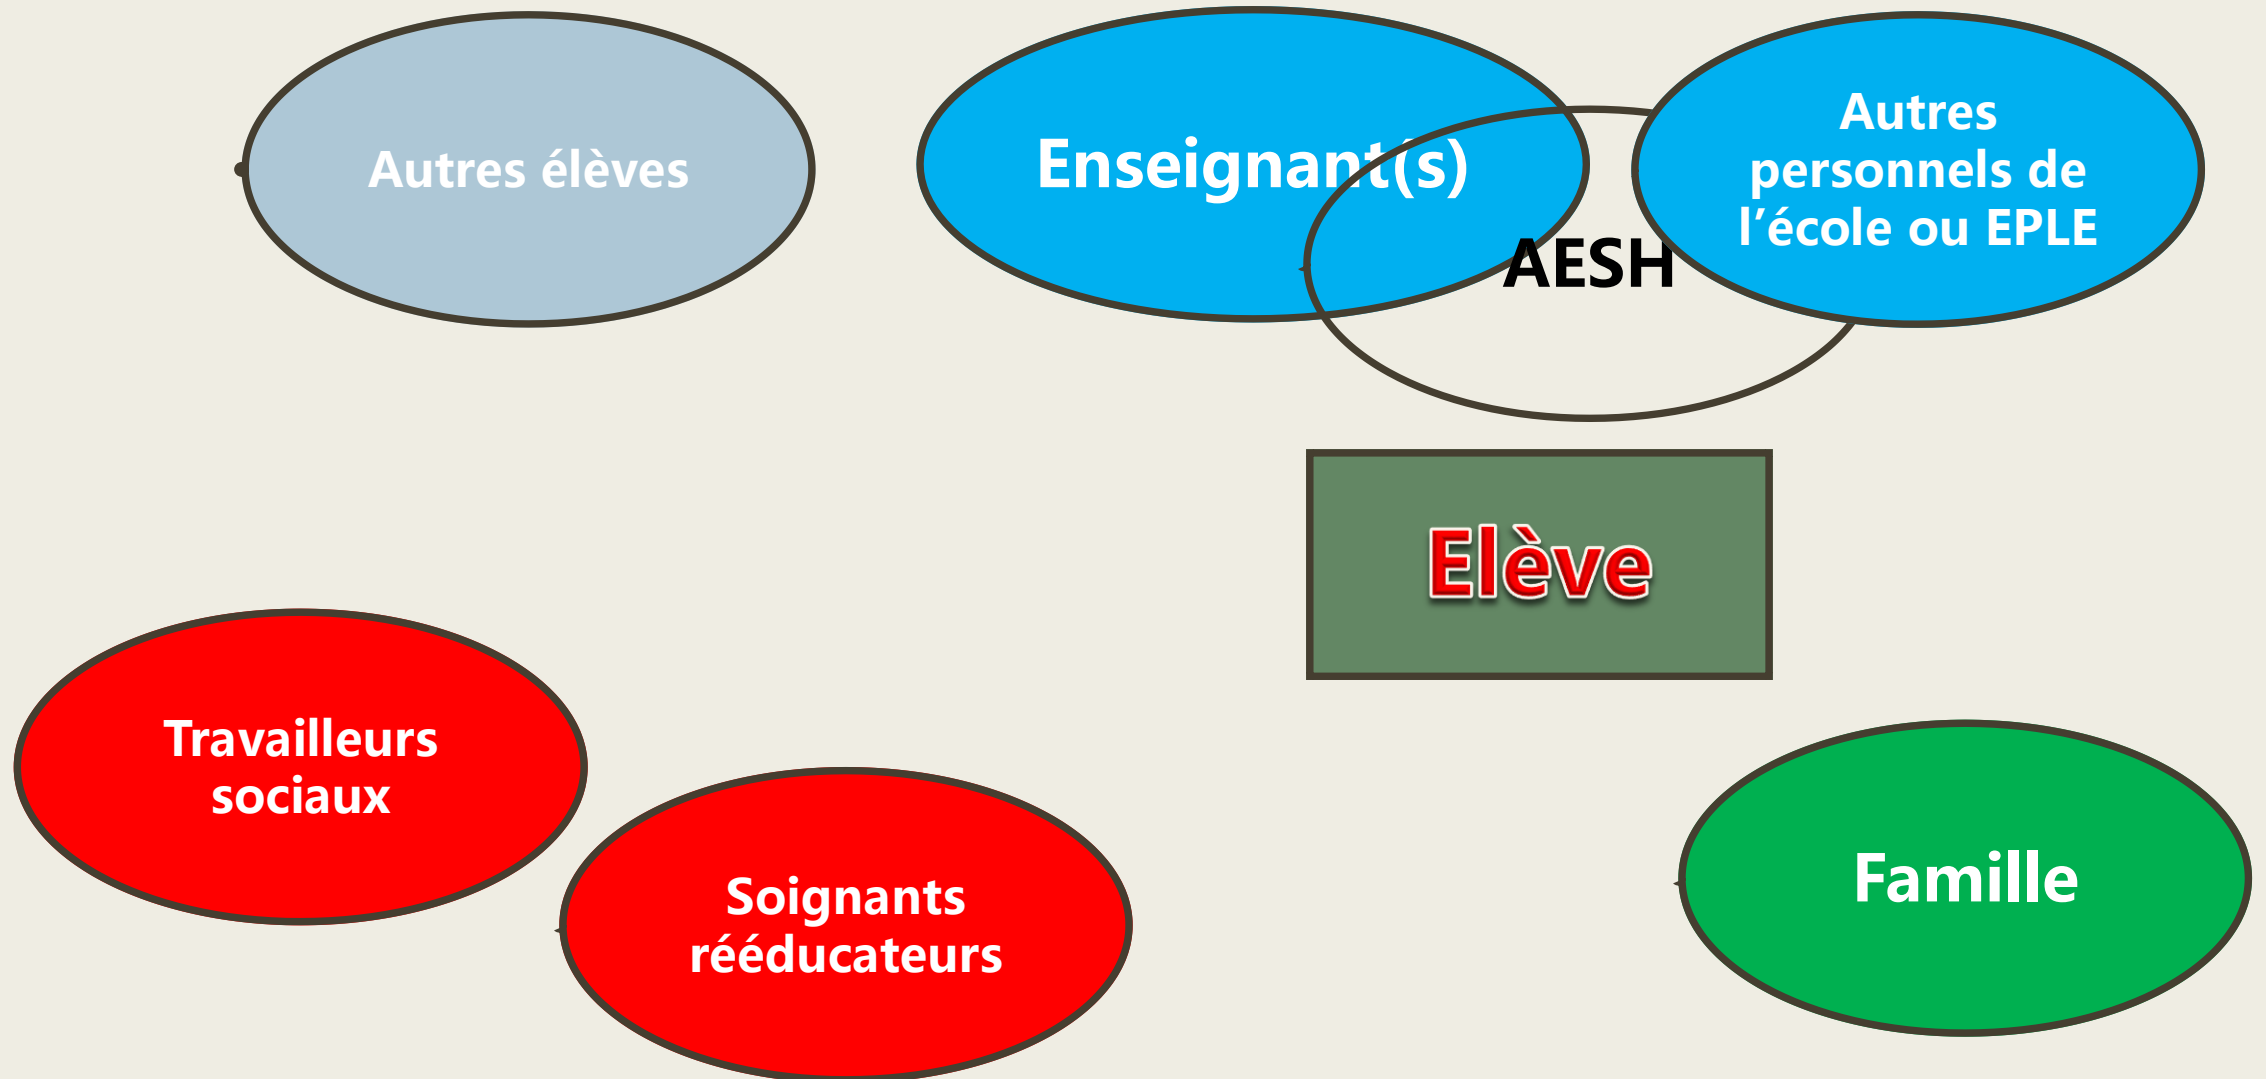 Autres élèves
Enseignant(s)
Autres
personnels de
l’école ou EPLE
AESH
Elève
Travailleurs
sociaux
Soignants
rééducateurs
Famille